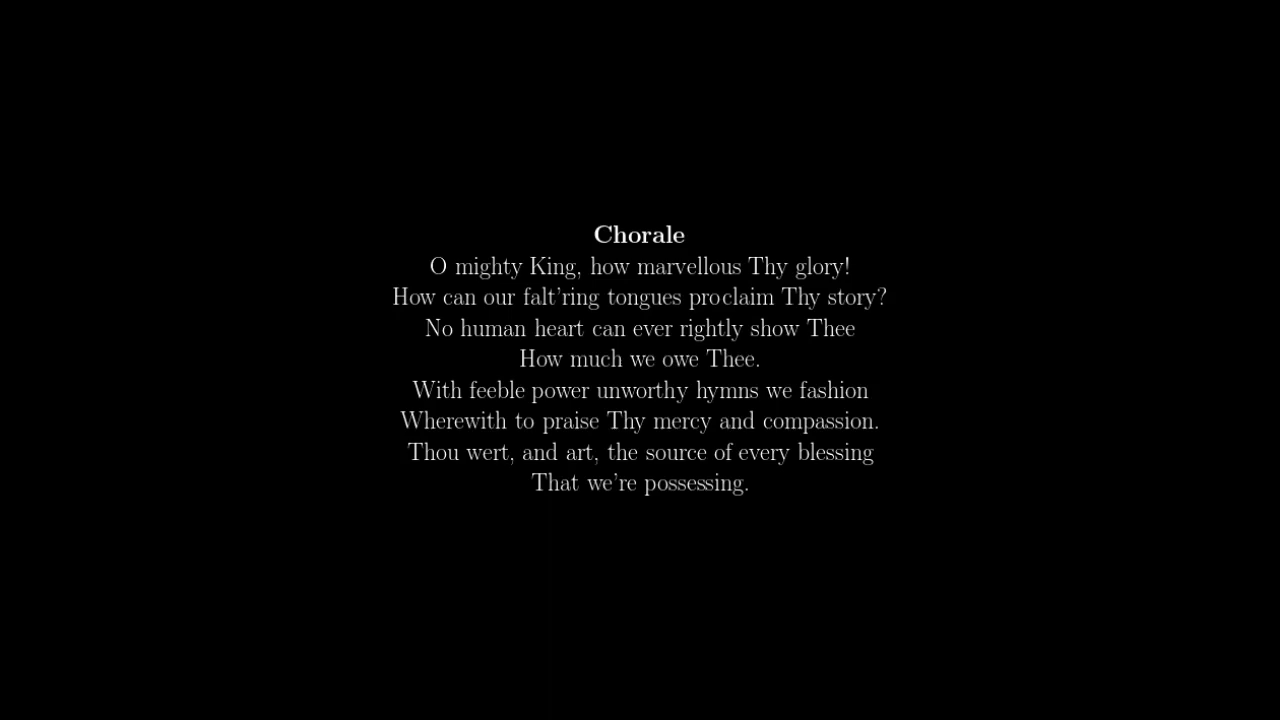 Chorale
O mighty King, how marvellous Thy glory!
How can our falt'ring tongues proclaim Thy story?
No human heart can ever rightly show Thee
How much we owe Thee.
With feeble power unworthy hymns we fashion
Wherewith to praise Thy mercy and compassion.
Thou wert, and art, the source of every blessing
That we're possessing.